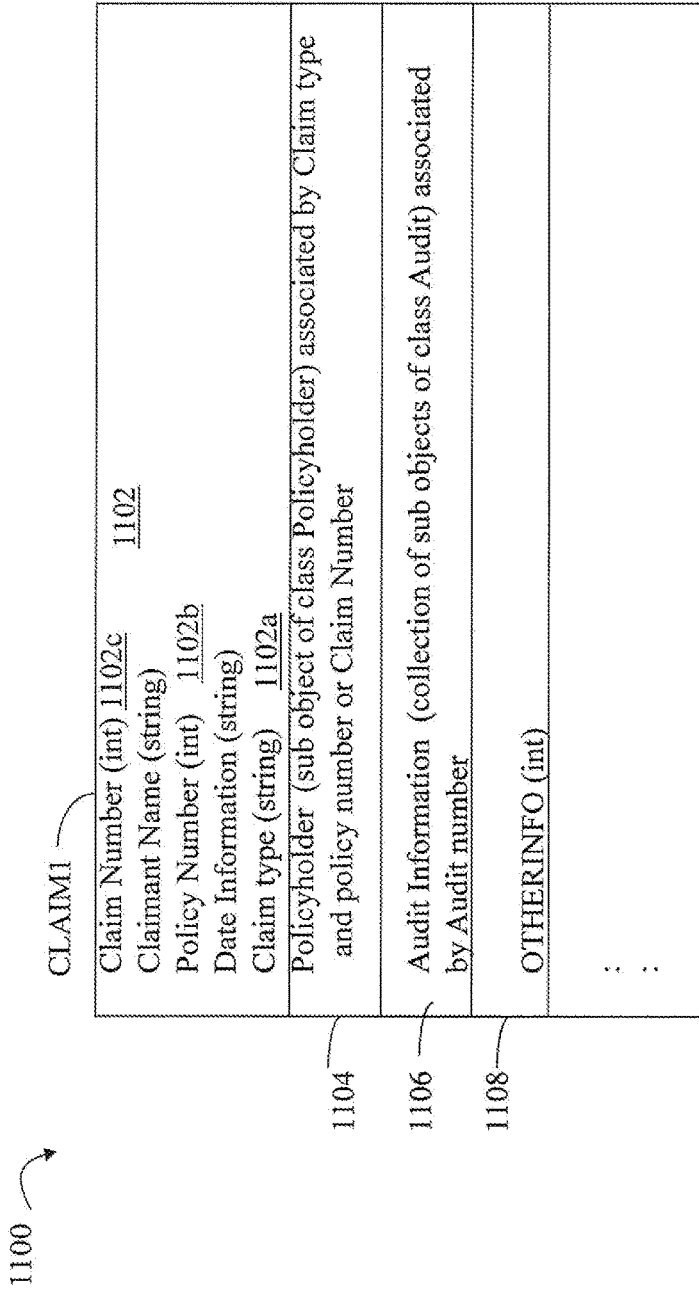 1100
CLAIM1
Claim Number (int) 1102c
Claimant Name (string) 1102
Policy Number (int) 1102b
Date Information (string)
Claim type (string) 1102a
1104
Policyholder (sub object of class Policyholder) associated by Claim type
and policy number or Claim Number
1106
Audit Information (collection of sub objects of class Audit) associated
by Audit number
1108
OTHERINFO (int)
:
: